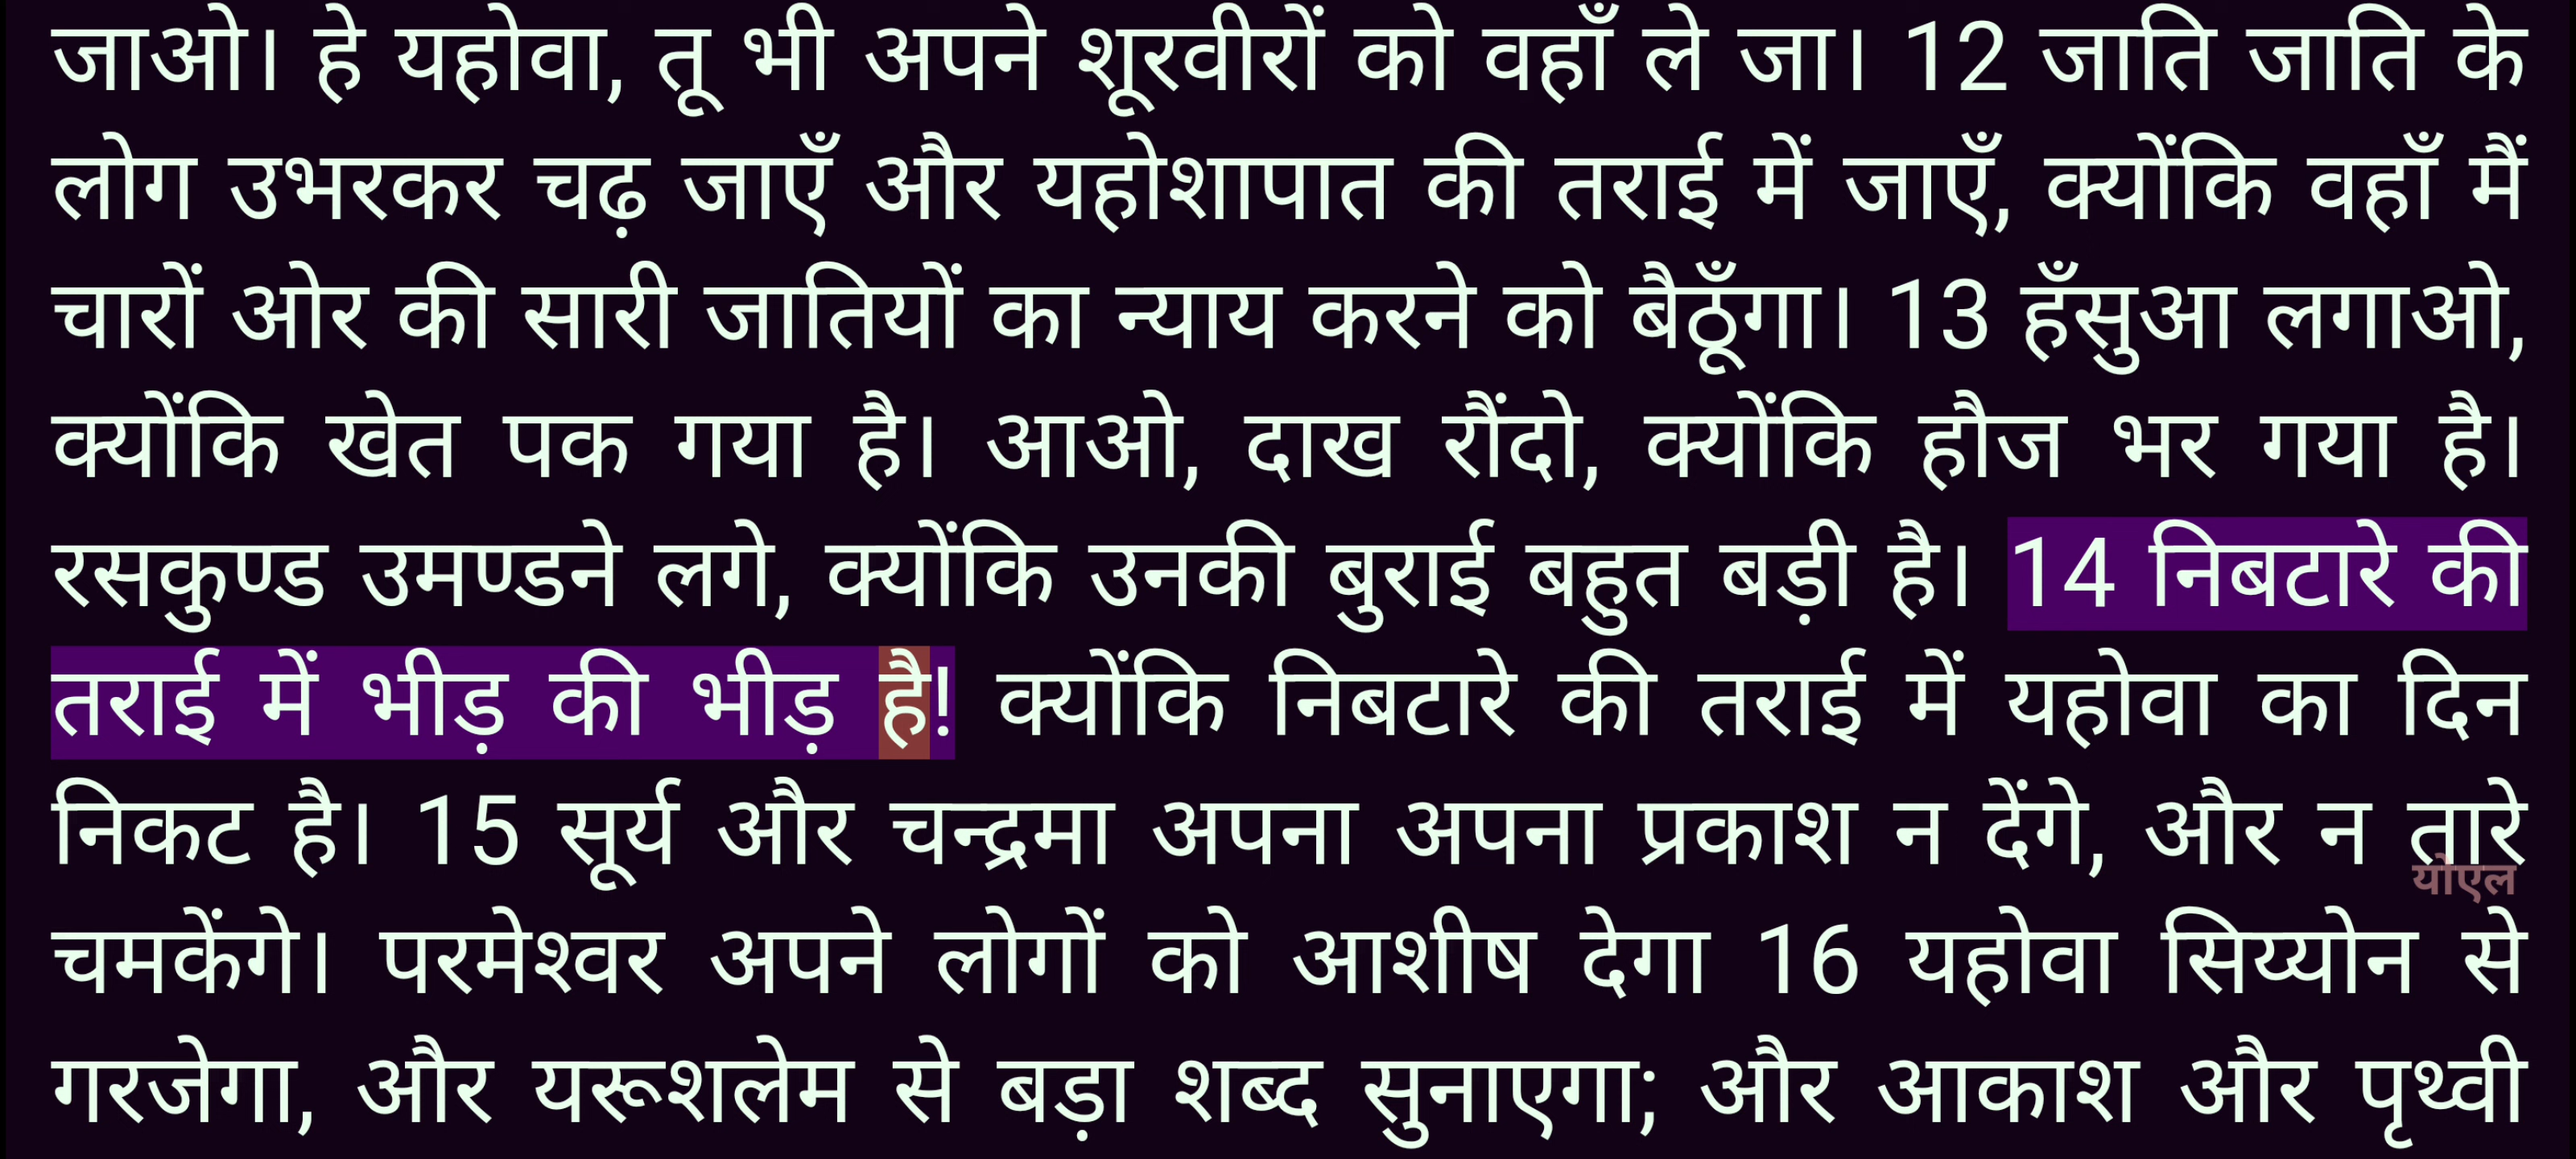 जाओ। हे यहोवा, तू भी अपने शूरवीरों को वहाँ ले जा। 12 जाति जाति के
लोग उभरकर चढ़ जाएँ और यहोशापात की तराई में जाएँ, क्योंकि वहाँ मैं
चारों ओर की सारी जातियों का न्याय करने को बैठूँगा। 13 हँसुआ लगाओ,
क्योंकि खेत पक गया है। आओ, दाख रौंदो, क्योंकि हौज भर गया है।
रसकुण्ड उमण्डने लगे, क्योंकि उनकी बुराई बहुत बड़ी है। 14 निबटारे की
तराई में भीड़ की भीड़ है! क्योंकि निबटारे की तराई में यहोवा का दिन
निकट है। 15 सूर्य और चन्द्रमा अपना अपना प्रकाश न देंगे, और न तारे
योएल
चमकेंगे। परमेश्वर अपने लोगों को आशीष देगा 16 यहोवा सिय्योन से
गरजेगा, और यरूशलेम से बड़ा शब्द सुनाएगा; और आकाश और पृथ्वी